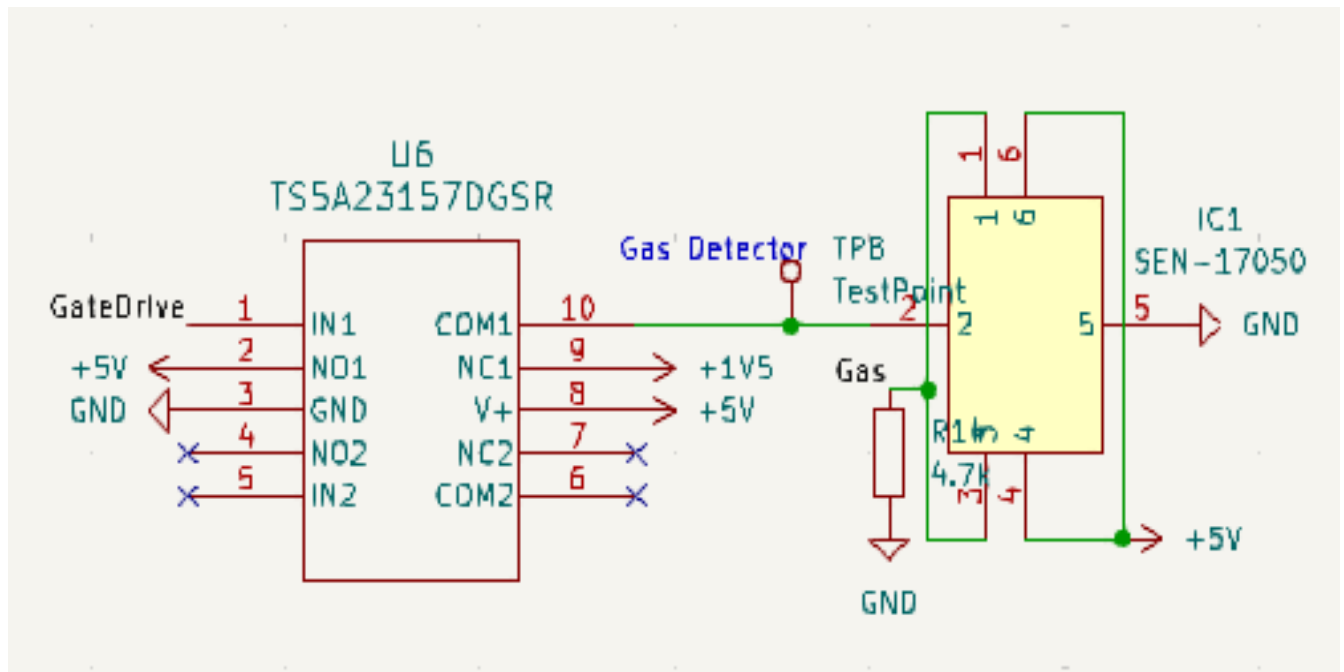 U6
TS5A23157DGSR
GateDrive
1
IN1
COM1
10
+5V
2
NO1
NC1
9
+1V5
GND
3
GND
V+
8
+5V
4
NO2
NC2
7
5
IN2
COM2
6
Gas Detector
TPB
TestPoint
1
6
1
6
IC1
SEN-17050
2
2
5
5
GND
Gas
4.7k
3
4
4
3
GND
+5V